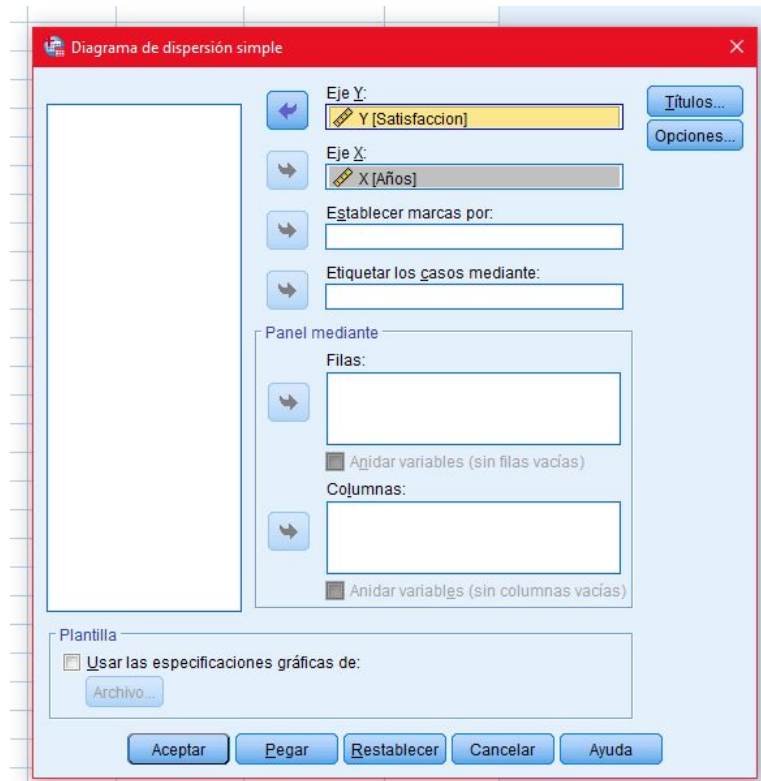 Diagrama de dispersión simple
Eje Y:
Y [Satisfaccion]
Títulos...
Opciones...
Eje X:
X [Años]
Establecer marcas por:
Etiquetar los casos mediante:
Panel mediante
Filas:
Anidar variables (sin filas vacías)
Columnas:
Anidar variables (sin columnas vacías)
Plantilla
Usar las especificaciones gráficas de:
Archivo...
Aceptar Pegar Restablecer Cancelar Ayuda